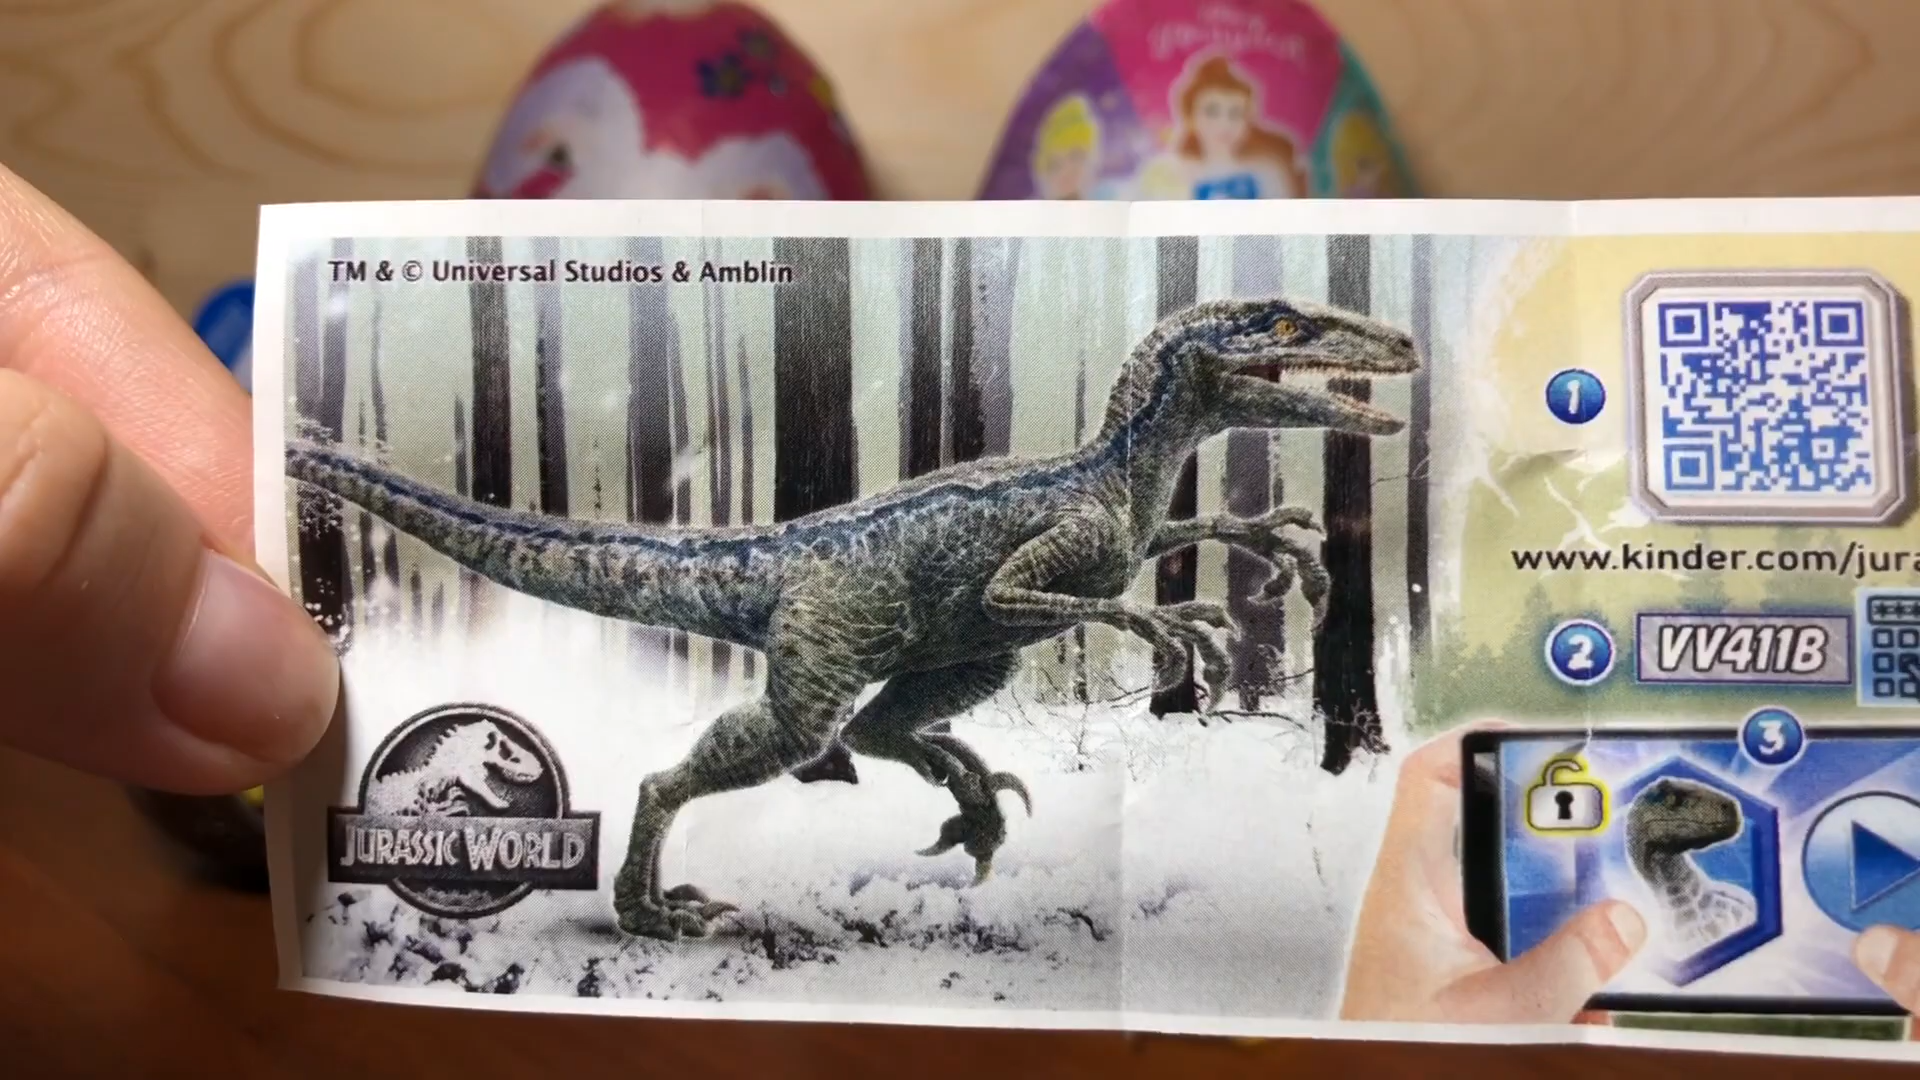 TM & © Universal Studios & Amblin
JURASSIC WORLD
1
www.kinder.com/jura
2
VV411B
***
3